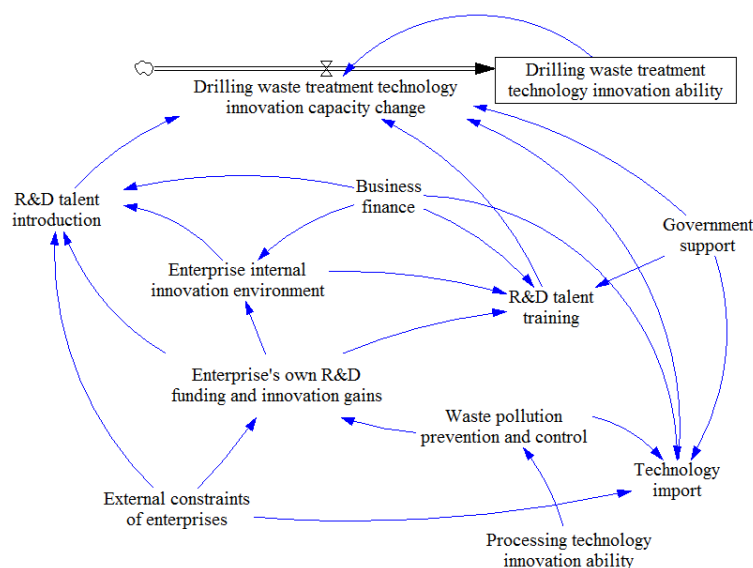 Drilling waste treatment technology
innovation capacity change
Drilling waste treatment
technology innovation ability
R&D talent
introduction
Business
finance
Government
support
Enterprise internal
innovation environment
R&D talent
training
Enterprise's own R&D
funding and innovation gains
Waste pollution
prevention and control
Technology
import
External constraints
of enterprises
Processing technology
innovation ability